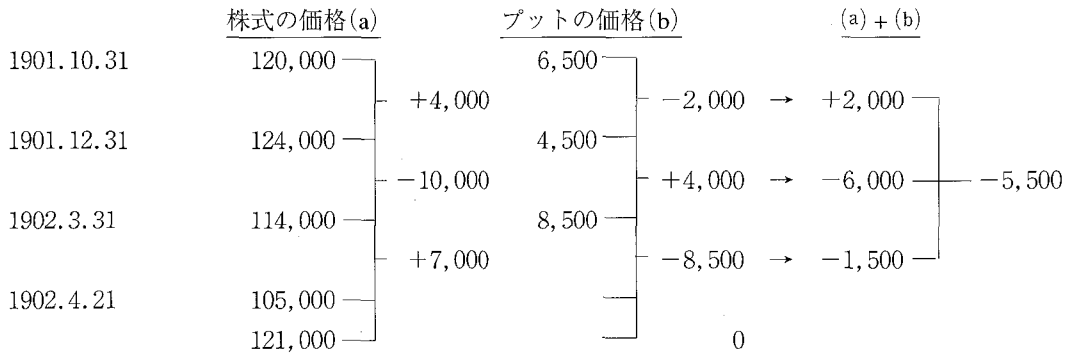 株式の価格(a) プットの価格(b) (a) + (b)
1901.10.31 120,000 6,500
+4,000 -2,000 → +2,000
1901.12.31 124,000 4,500
-10,000 +4,000 → -6,000 -5,500
1902.3.31 114,000 8,500
+7,000 -8,500 → -1,500
1902.4.21 105,000
121,000 0